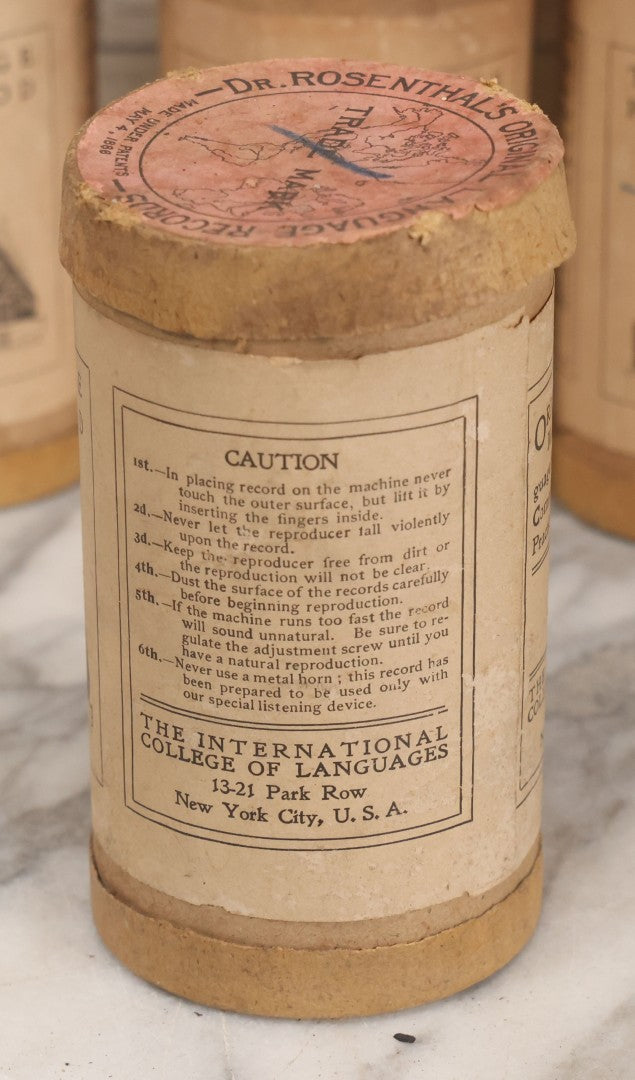 DR. ROSENTHAL'S ORIGINAL
LANGUAGE RECORDS
MADE UNDER PATENTS
MAY 4, 1886
TRADE MARK
CAUTION
1st.—In placing record on the machine never
touch the outer surface, but lift it by
inserting the fingers inside.
2d.—Never let the reproducer fall violently
upon the record.
3d.—Keep the reproducer free from dirt or
the reproduction will not be clear.
4th.—Dust the surface of the records carefully
before beginning reproduction.
5th.—If the machine runs too fast the record
will sound unnatural. Be sure to re-
gulate the adjustment screw until you
have a natural reproduction.
6th.—Never use a metal horn ; this record has
been prepared to be used only with
our special listening device.
THE INTERNATIONAL
COLLEGE OF LANGUAGES
13-21 Park Row
New York City, U. S. A.